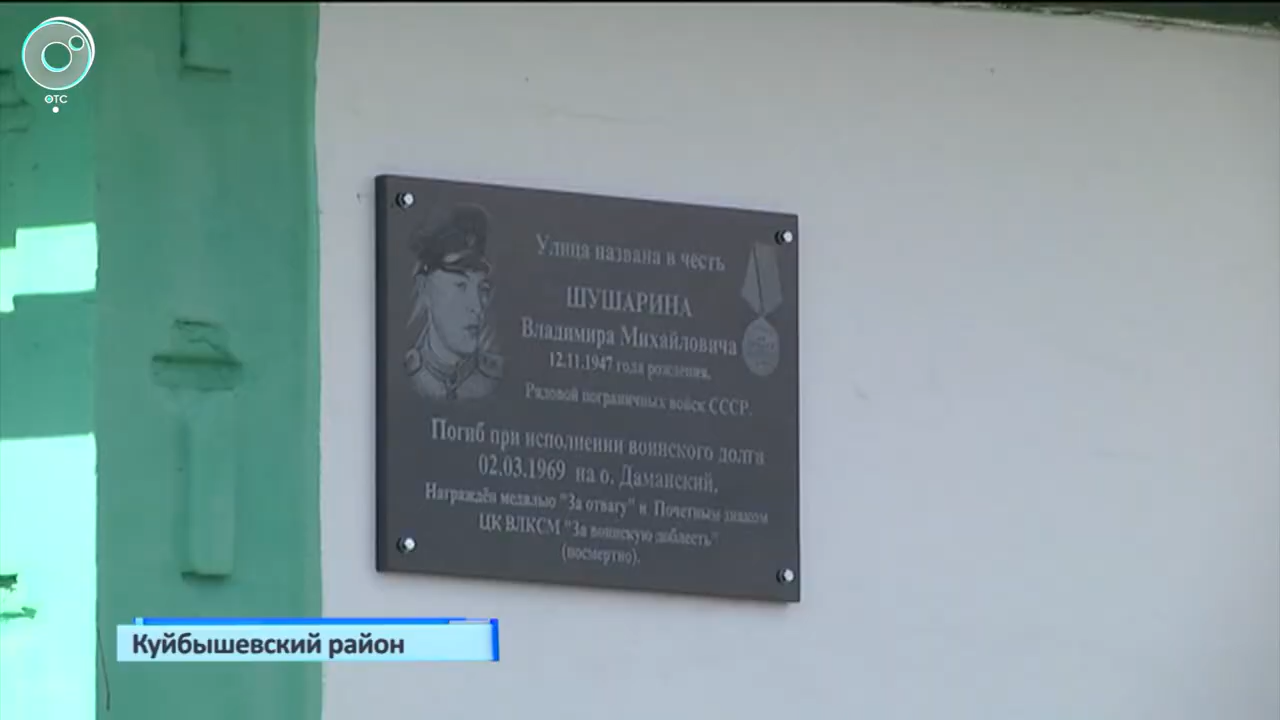 ОТС
Улица названа в честь
ШУШАРИНА
Владимира Михайловича
12.11.1947 года рождения.
Рядовой пограничных войск СССР.
Погиб при исполнении воинского долга
02.03.1969 на о. Даманский.
Награждён медалью "За отвагу" и Почетным знаком
ЦК ВЛКСМ "За воинскую доблесть"
(посмертно).
Куйбышевский район